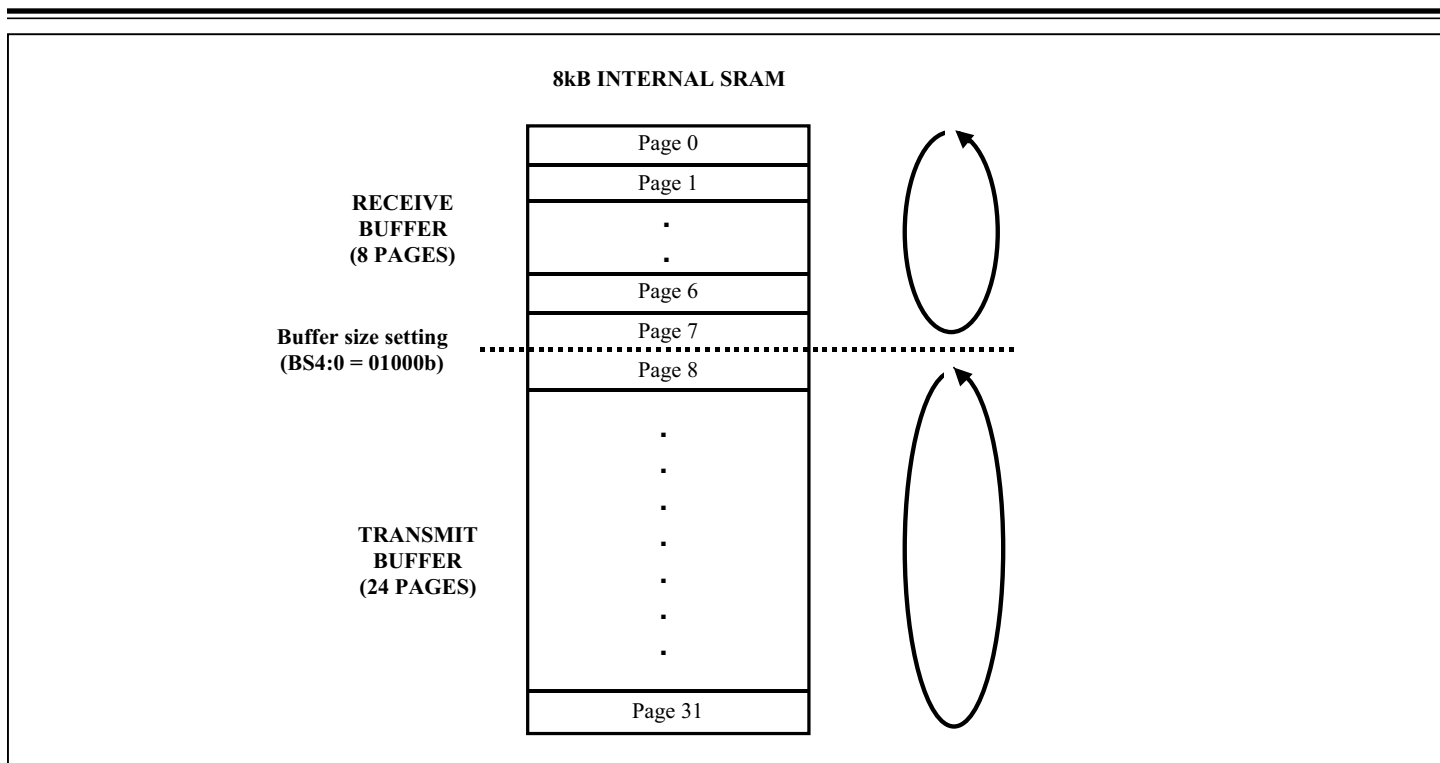 8kB INTERNAL SRAM
Page 0
Page 1
RECEIVE
BUFFER
(8 PAGES)
.
.
Page 6
Page 7
Buffer size setting
(BS4:0 = 01000b)
Page 8
.
.
.
.
.
.
.
TRANSMIT
BUFFER
(24 PAGES)
Page 31